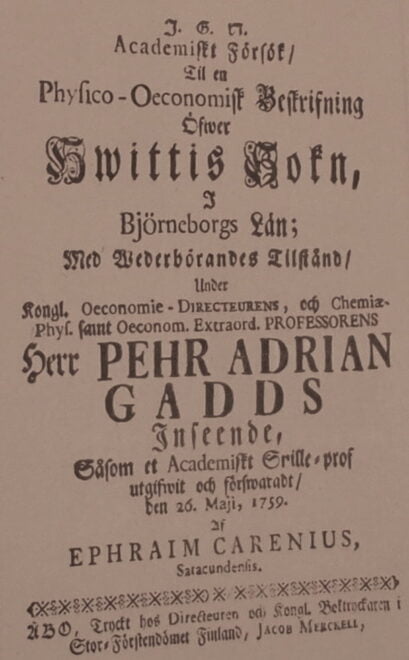 I. G. N.
Academiskt Försök/
Til en
Physico-Oeconomisk Beskrifning
Öfwer
Hwittis Sokn,
I
Björneborgs Län;
Med Wederbörandes Tilstånd/
Under
Kongl. Oeconomie-DIRECTEURENS, och Chemiæ-
Phys. samt Oeconom. Extraord. PROFESSORENS
Herr PEHR ADRIAN
GADDS
Inseende,
Såsom et Academiskt Snille-prof
utgifwit och förswaradt/
den 26. Maji, 1759.
Af
EPHRAIM CARENIUS,
Satacundensis.
ÅBO, Tryckt hos Directeuren och Kongl. Boktryckaren i
Stor-Förstendömet Finland, JACOB MERCKELL,